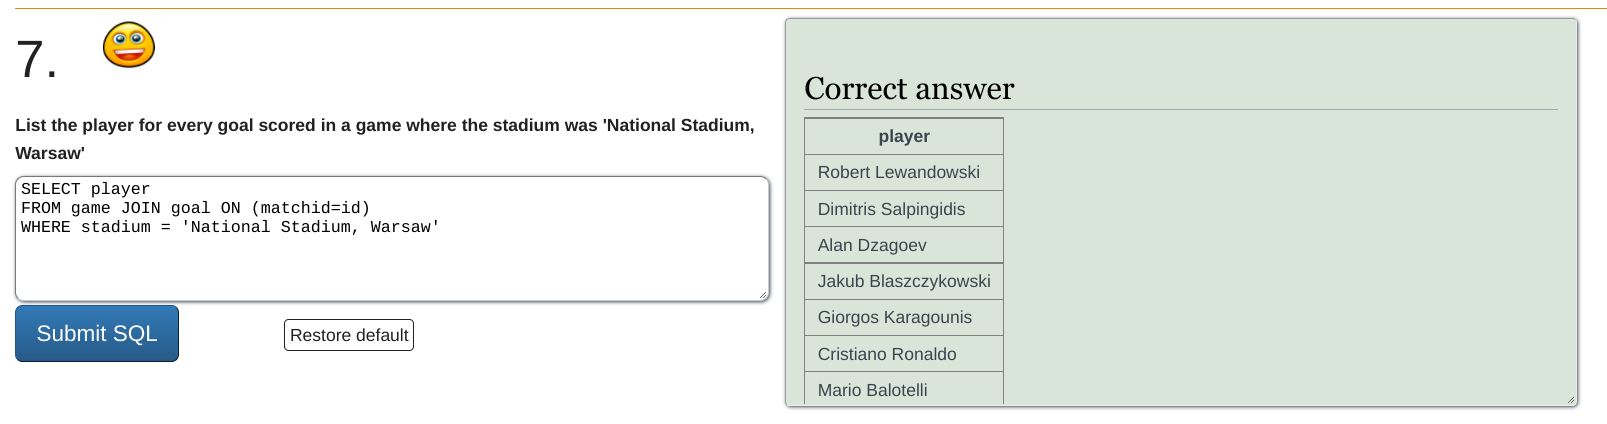 7.
List the player for every goal scored in a game where the stadium was 'National Stadium,
Warsaw'
SELECT player
FROM game JOIN goal ON (matchid=id)
WHERE stadium = 'National Stadium, Warsaw'
Submit SQL
Restore default
Correct answer
player
Robert Lewandowski
Dimitris Salpingidis
Alan Dzagoev
Jakub Blaszczykowski
Giorgos Karagounis
Cristiano Ronaldo
Mario Balotelli